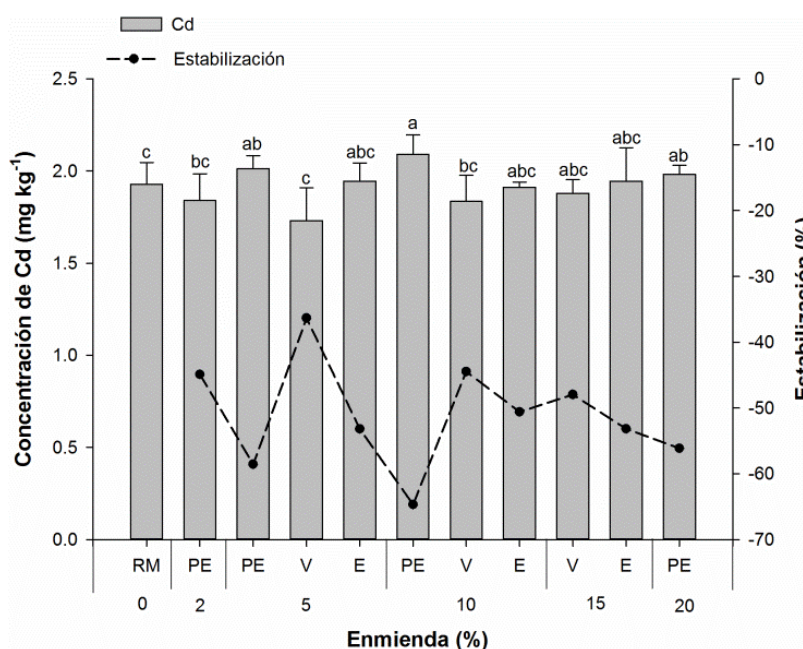 Cd
Estabilización
Concentración de Cd (mg kg-1)
2.5
2.0
1.5
1.0
0.5
0.0
c
bc
ab
c
abc
a
bc
abc
abc
abc
ab
0
-10
-20
-30
-40
-50
-60
-70
Estabilización (%)
RM PE PE V E PE V E V E PE
0 2 5 10 15 20
Enmienda (%)